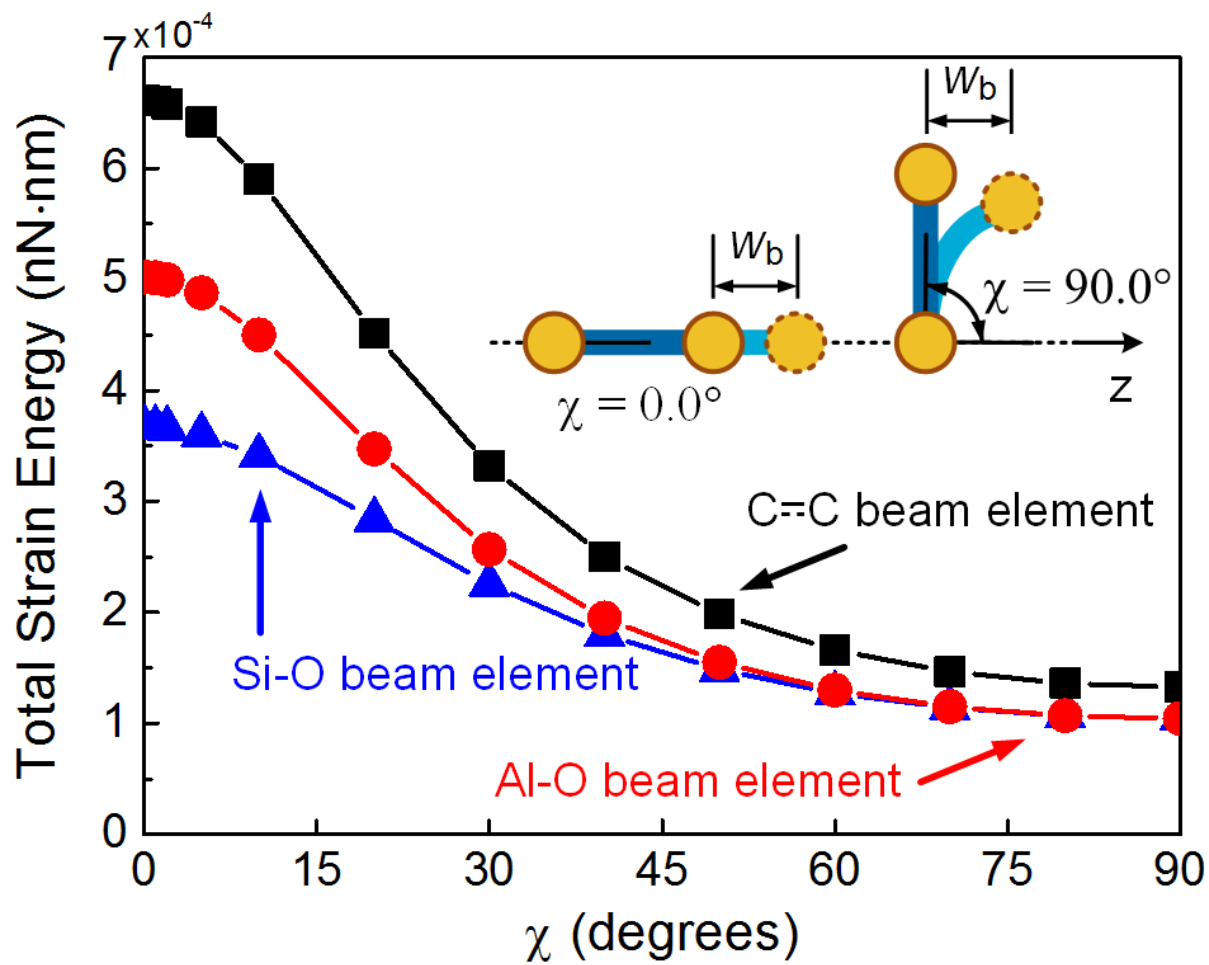 ×10⁻⁴
7
6
5
4
3
2
1
0
Total Strain Energy (nN·nm)
W_b
W_b
χ = 90.0°
z
χ = 0.0°
C=C beam element
Si-O beam element
Al-O beam element
0 15 30 45 60 75 90
χ (degrees)